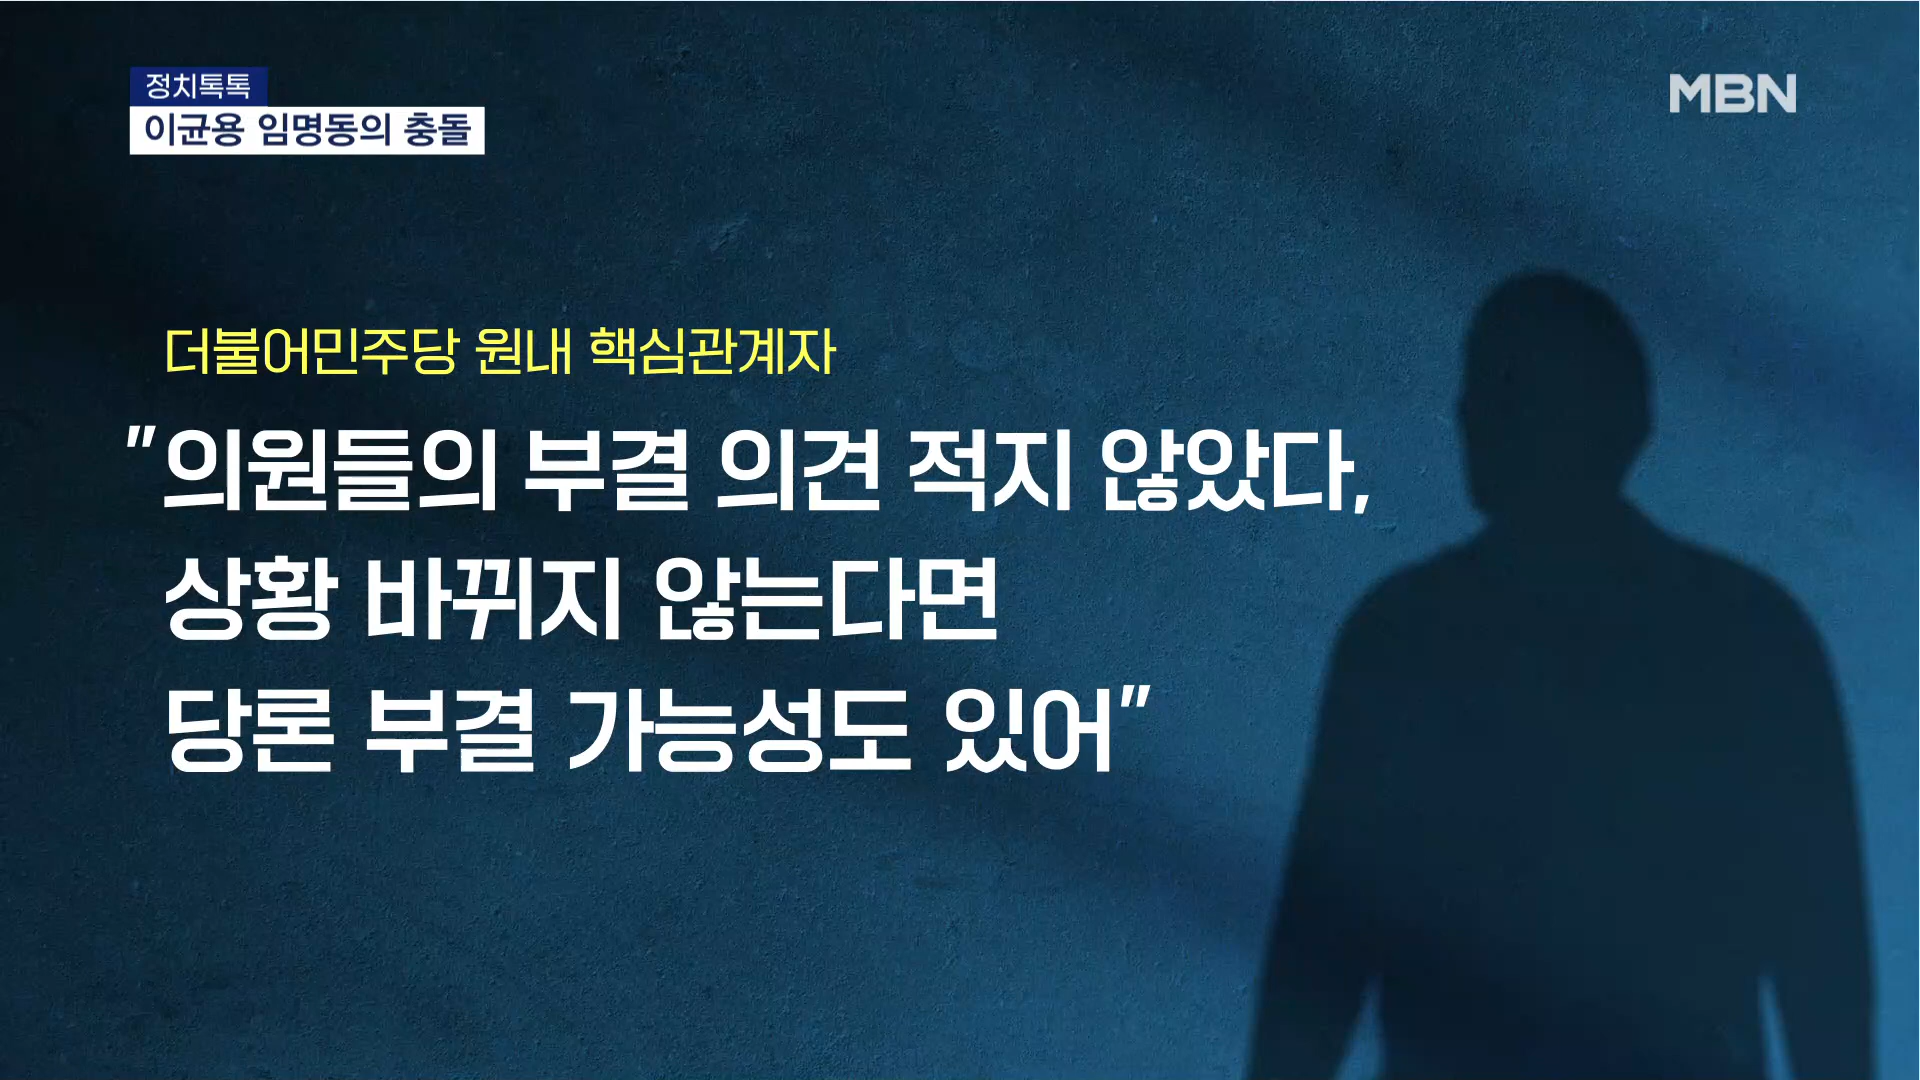 정치톡톡
이균용 임명동의 충돌
MBN
더불어민주당 원내 핵심관계자
"의원들의 부결 의견 적지 않았다,
상황 바뀌지 않는다면
당론 부결 가능성도 있어"